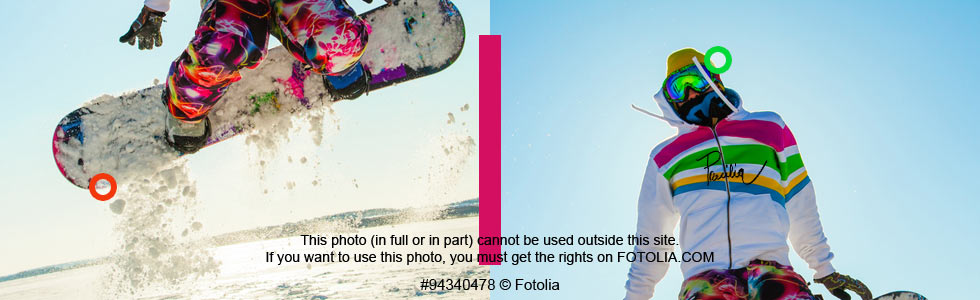 This photo (in full or in part) cannot be used outside this site.
If you want to use this photo, you must get the rights on FOTOLIA.COM
#94340478 © Fotolia